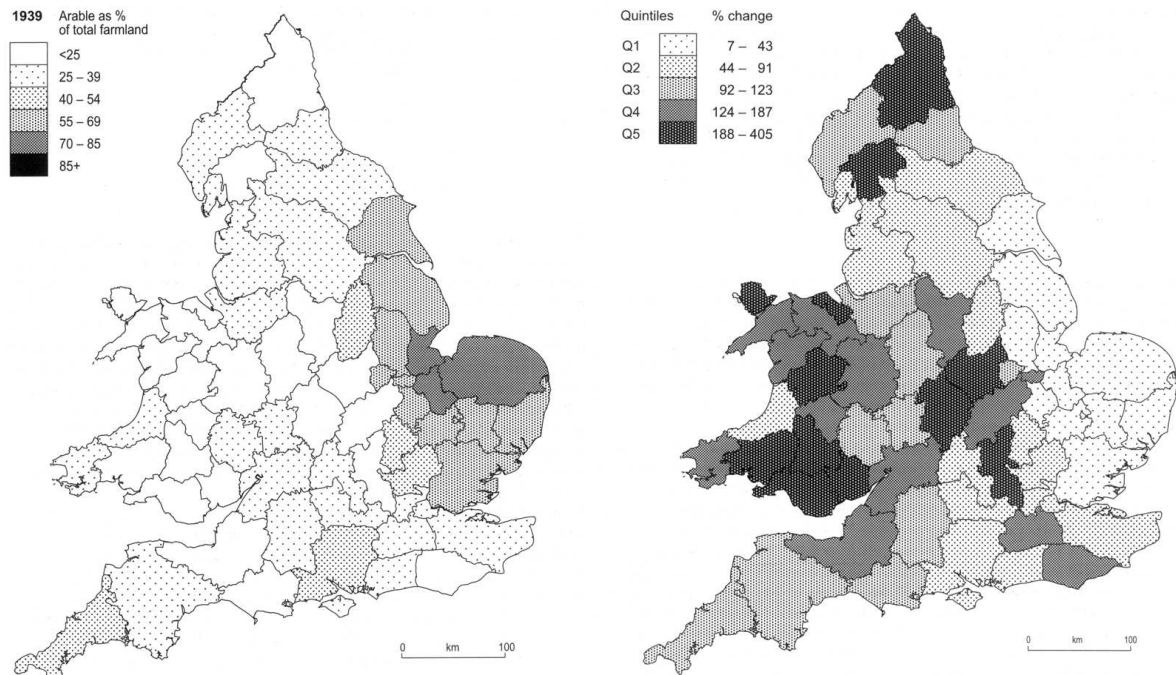 1939 Arable as %
of total farmland
<25
25 – 39
40 – 54
55 – 69
70 – 85
85+
0 km 100
Quintiles % change
Q1 7 – 43
Q2 44 – 91
Q3 92 – 123
Q4 124 – 187
Q5 188 – 405
0 km 100